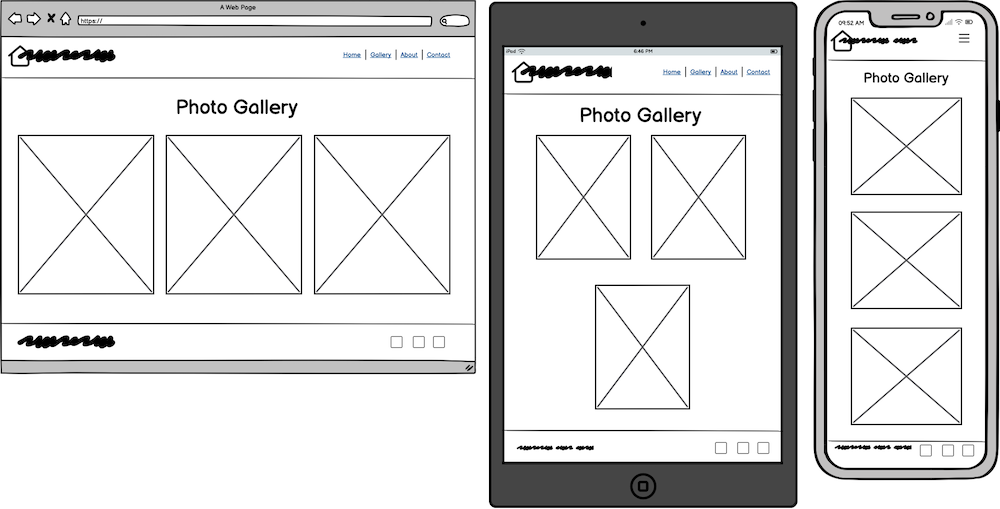 A Web Page
https://
Home | Gallery | About | Contact
Photo Gallery
iPod 6:46 PM
Home | Gallery | About | Contact
Photo Gallery
09:52 AM
Photo Gallery